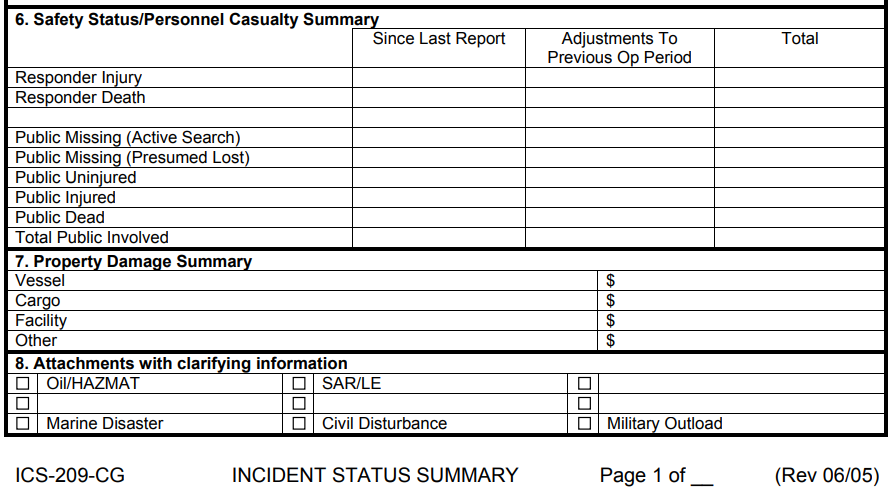 6. Safety Status/Personnel Casualty Summary
Since Last Report Adjustments To Previous Op Period Total
Responder Injury
Responder Death
Public Missing (Active Search)
Public Missing (Presumed Lost)
Public Uninjured
Public Injured
Public Dead
Total Public Involved
7. Property Damage Summary
Vessel $
Cargo $
Facility $
Other $
8. Attachments with clarifying information
☐ Oil/HAZMAT ☐ SAR/LE ☐
☐ ☐ ☐
☐ Marine Disaster ☐ Civil Disturbance ☐ Military Outload
ICS-209-CG INCIDENT STATUS SUMMARY Page 1 of __ (Rev 06/05)